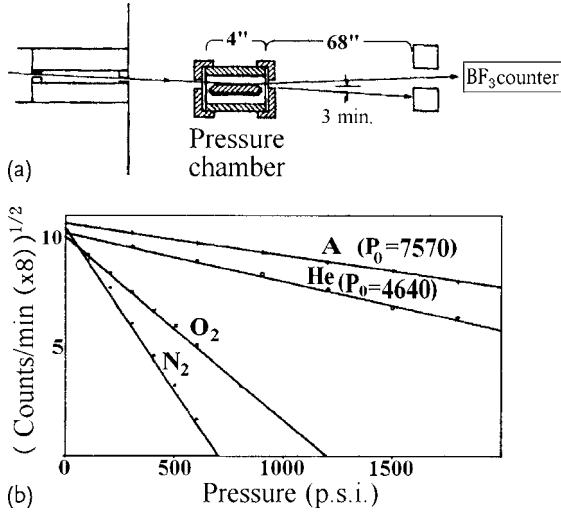 4" 68"
BF₃counter
3 min.
Pressure
chamber
(a)
(Counts/min (x8))^1/2
10
5
A (P₀=7570)
He (P₀=4640)
O₂
N₂
0 500 1000 1500
Pressure (p.s.i.)
(b)